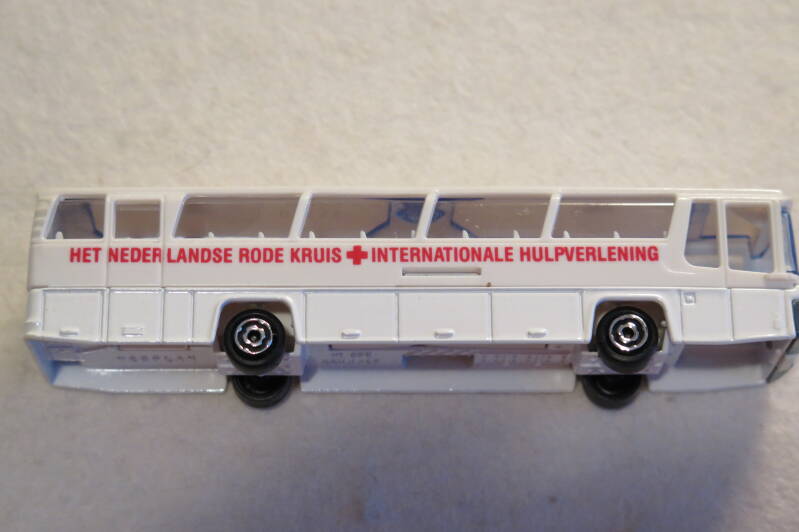 HET NEDERLANDSE RODE KRUIS + INTERNATIONALE HULPVERLENING